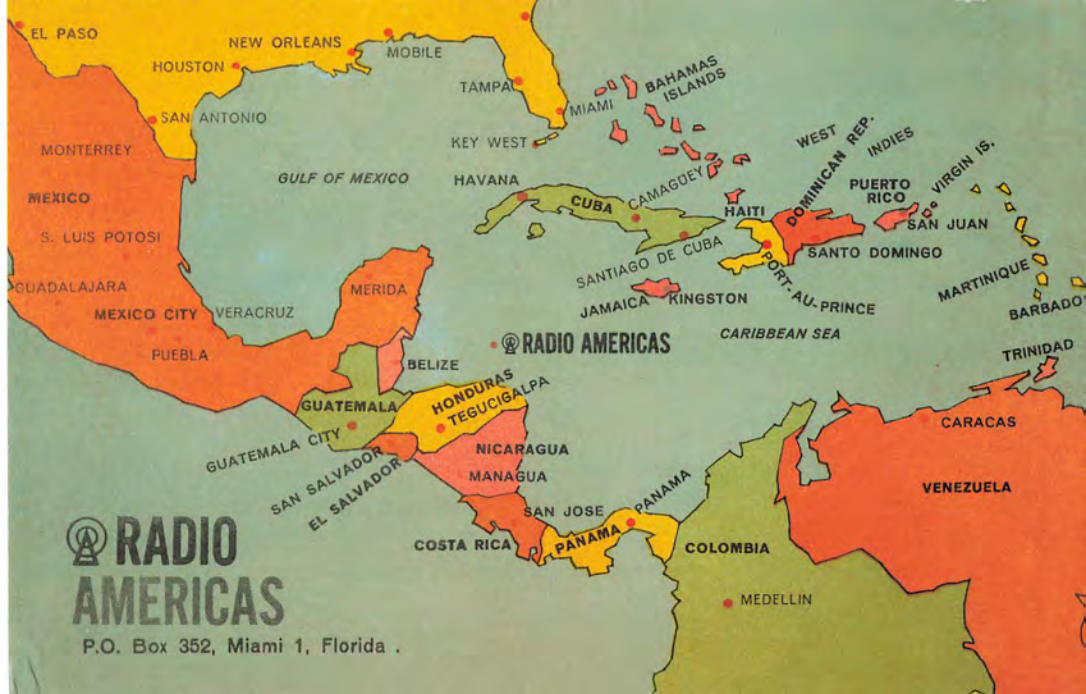 EL PASO
NEW ORLEANS
MOBILE
HOUSTON
TAMPA
BAHAMAS
ISLANDS
MIAMI
SAN ANTONIO
MONTERREY
KEY WEST
WEST
INDIES
GULF OF MEXICO
HAVANA
CUBA
CAMAGÜEY
MEXICO
HAITI
DOMINICAN REP.
PUERTO
RICO
VIRGIN IS.
SAN JUAN
S. LUIS POTOSI
SANTIAGO DE CUBA
SANTO DOMINGO
PORT-AU-PRINCE
MARTINIQUE
GUADALAJARA
MERIDA
JAMAICA
KINGSTON
BARBADO
MEXICO CITY
VERACRUZ
CARIBBEAN SEA
RADIO AMERICAS
PUEBLA
BELIZE
TRINIDAD
HONDURAS
TEGUCIGALPA
GUATEMALA
GUATEMALA CITY
CARACAS
NICARAGUA
MANAGUA
SAN SALVADOR
EL SALVADOR
VENEZUELA
SAN JOSE
PANAMA
COSTA RICA
PANAMA
COLOMBIA
MEDELLIN
RADIO
AMERICAS
P.O. Box 352, Miami 1, Florida .